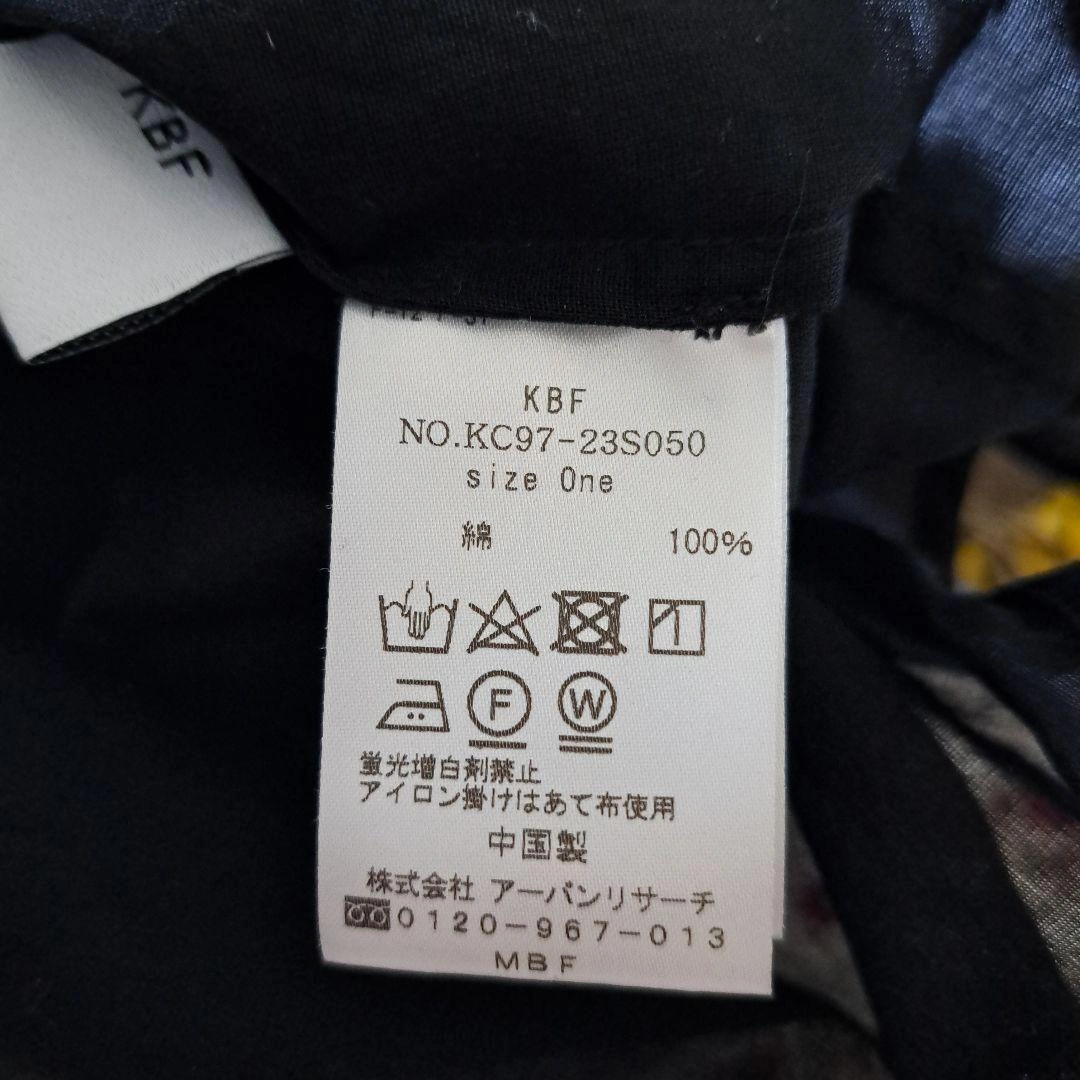 KBF
KBF
NO.KC97-23S050
size One
綿 100%
F W
蛍光増白剤禁止
アイロン掛けはあて布使用
中国製
株式会社 アーバンリサーチ
0120-967-013
MBF